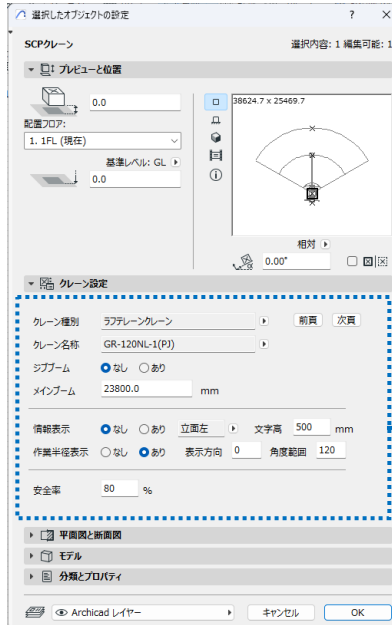 選択したオブジェクトの設定 ? ×
SCPクレーン 選択内容: 1 編集可能: 1
プレビューと位置
0.0
配置フロア:
1. 1FL (現在)
基準レベル: GL
0.0
38624.7 x 25469.7
相対
0.00°
クレーン設定
クレーン種別 ラフテレーンクレーン 前頁 次頁
クレーン名称 GR-120NL-1(PJ)
ジブブーム なし あり
メインブーム 23800.0 mm
情報表示 なし あり 立面左 文字高 500 mm
作業半径表示 なし あり 表示方向 0 角度範囲 120
安全率 80 %
平面図と断面図
モデル
分類とプロパティ
Archicad レイヤー キャンセル OK